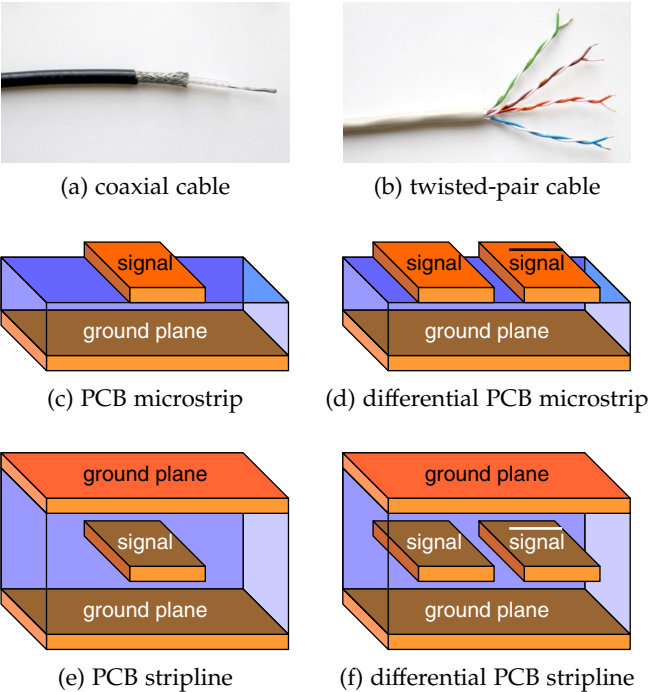 (a) coaxial cable
(b) twisted-pair cable
signal
ground plane
(c) PCB microstrip
signal
signal
ground plane
(d) differential PCB microstrip
ground plane
signal
ground plane
(e) PCB stripline
ground plane
signal
signal
ground plane
(f) differential PCB stripline